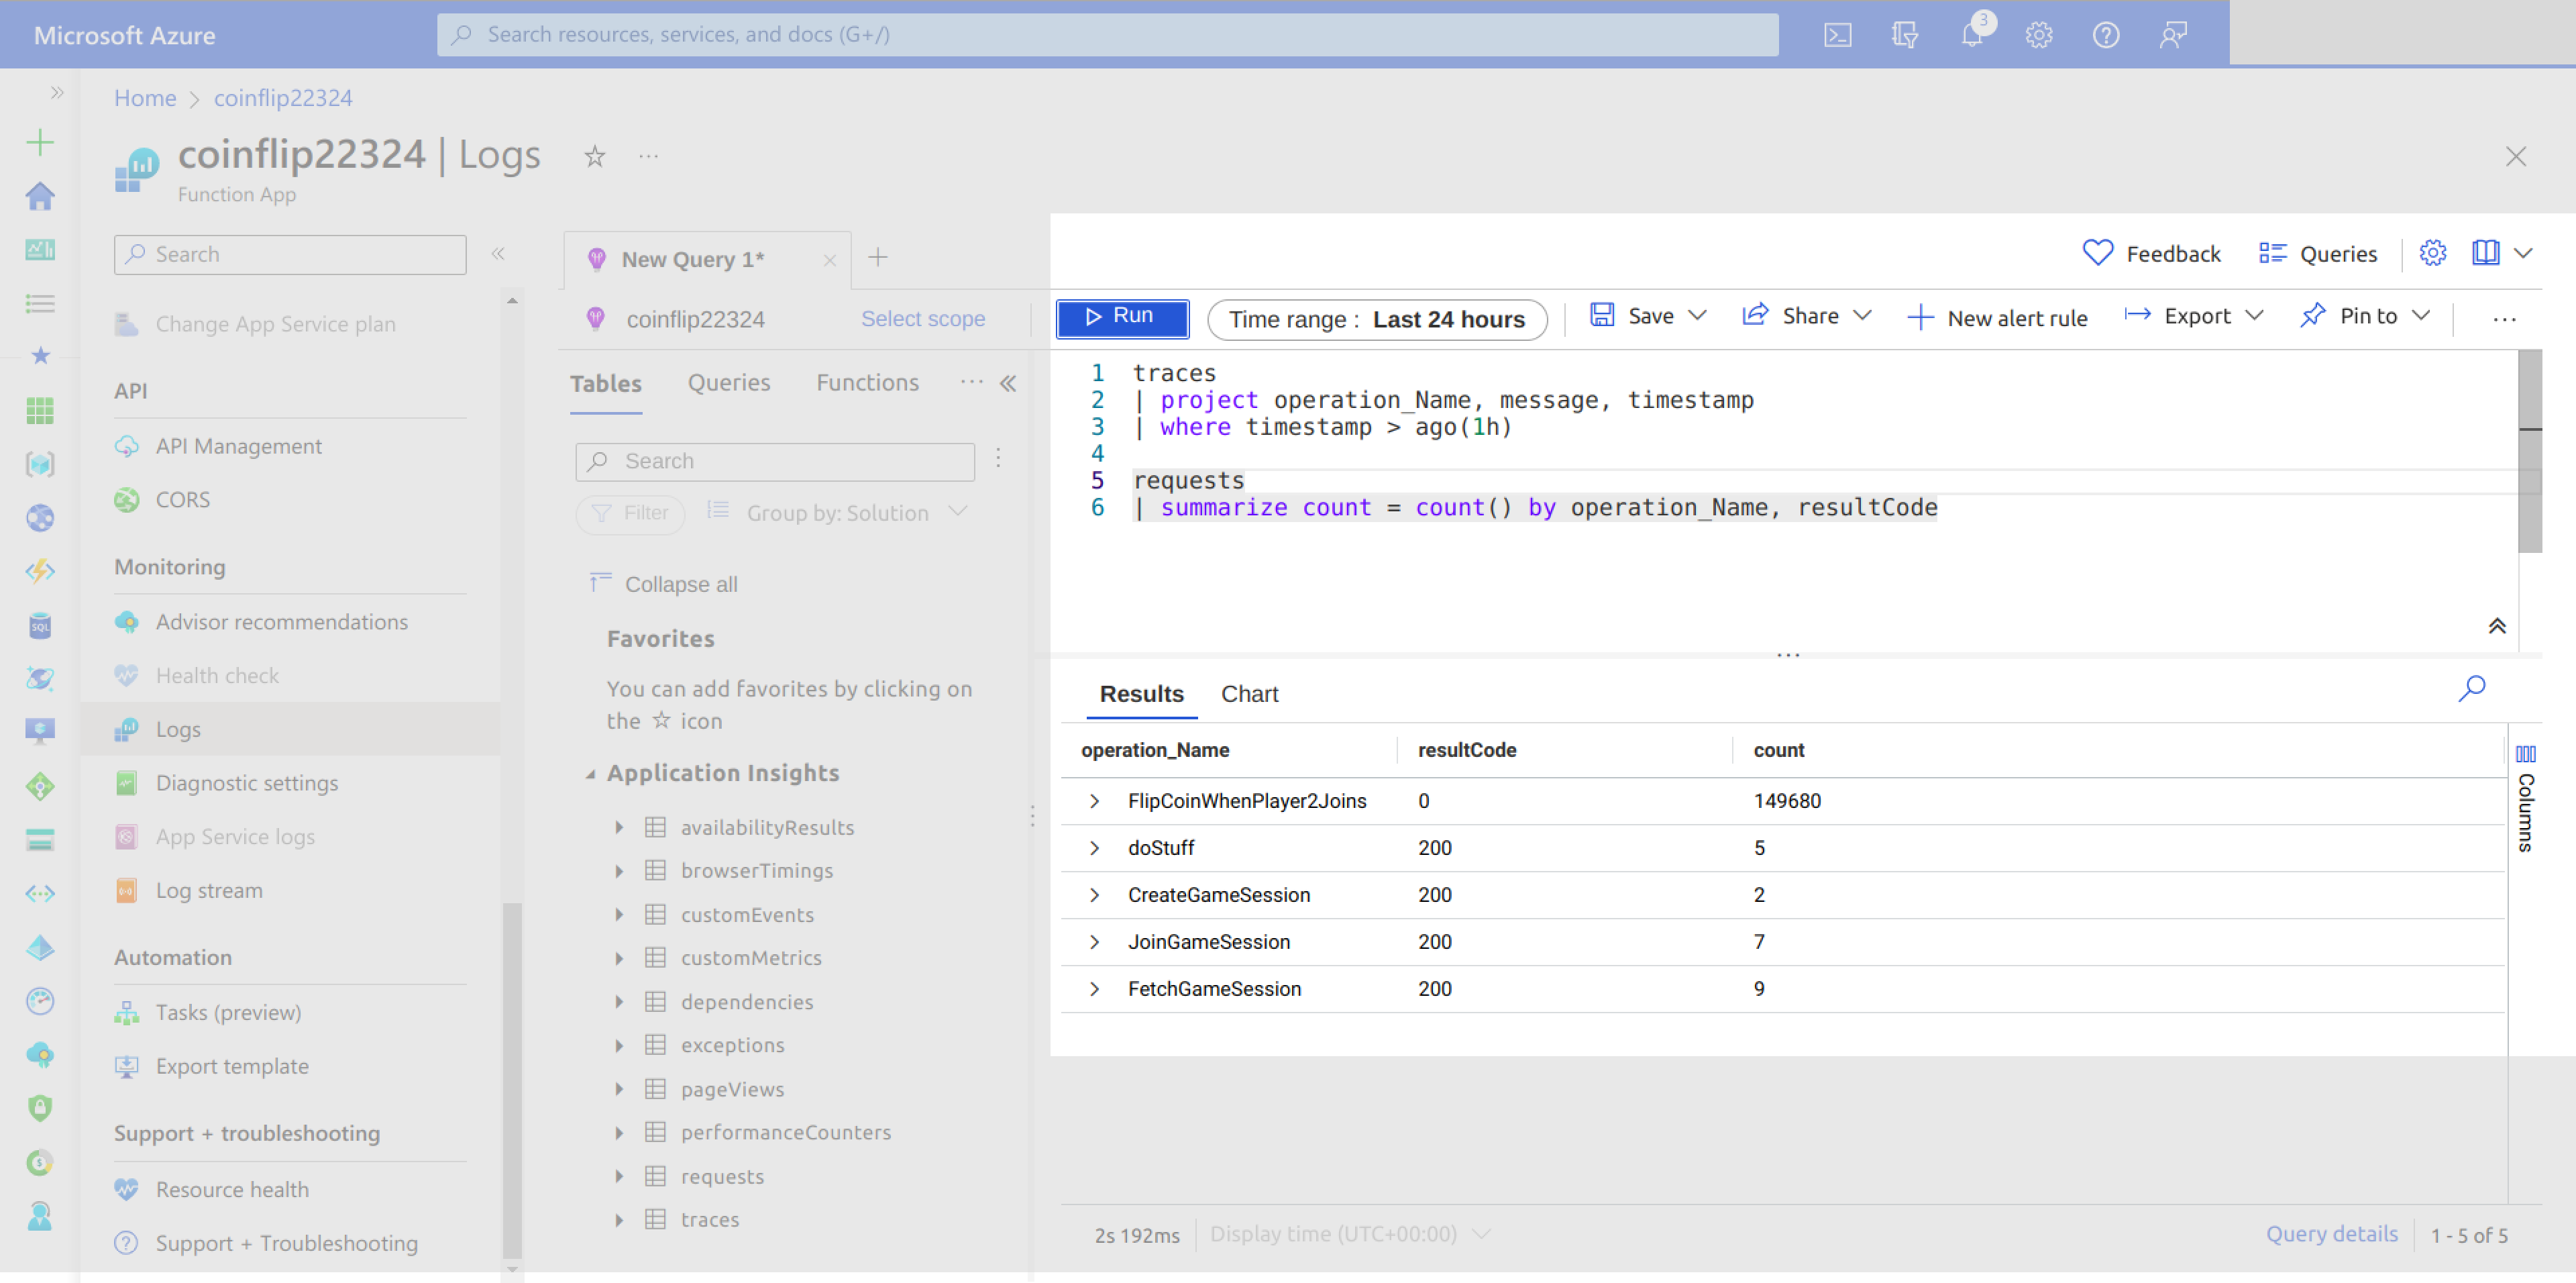 Microsoft Azure
Search resources, services, and docs (G+/)
3
Home > coinflip22324
coinflip22324 | Logs
Function App
Search
Change App Service plan
API
API Management
CORS
Monitoring
Advisor recommendations
Health check
Logs
Diagnostic settings
App Service logs
Log stream
Automation
Tasks (preview)
Export template
Support + troubleshooting
Resource health
Support + Troubleshooting
New Query 1*
coinflip22324
Select scope
Tables Queries Functions
Search
Filter
Group by: Solution
Collapse all
Favorites
You can add favorites by clicking on
the ☆ icon
Application Insights
availabilityResults
browserTimings
customEvents
customMetrics
dependencies
exceptions
pageViews
performanceCounters
requests
traces
Feedback
Queries
Run
Time range : Last 24 hours
Save
Share
New alert rule
Export
Pin to
1 traces
2 | project operation_Name, message, timestamp
3 | where timestamp > ago(1h)
4
5 requests
6 | summarize count = count() by operation_Name, resultCode
Results Chart
operation_Name resultCode count
FlipCoinWhenPlayer2Joins 0 149680
doStuff 200 5
CreateGameSession 200 2
JoinGameSession 200 7
FetchGameSession 200 9
Columns
2s 192ms
Display time (UTC+00:00)
Query details
1 - 5 of 5
SQL